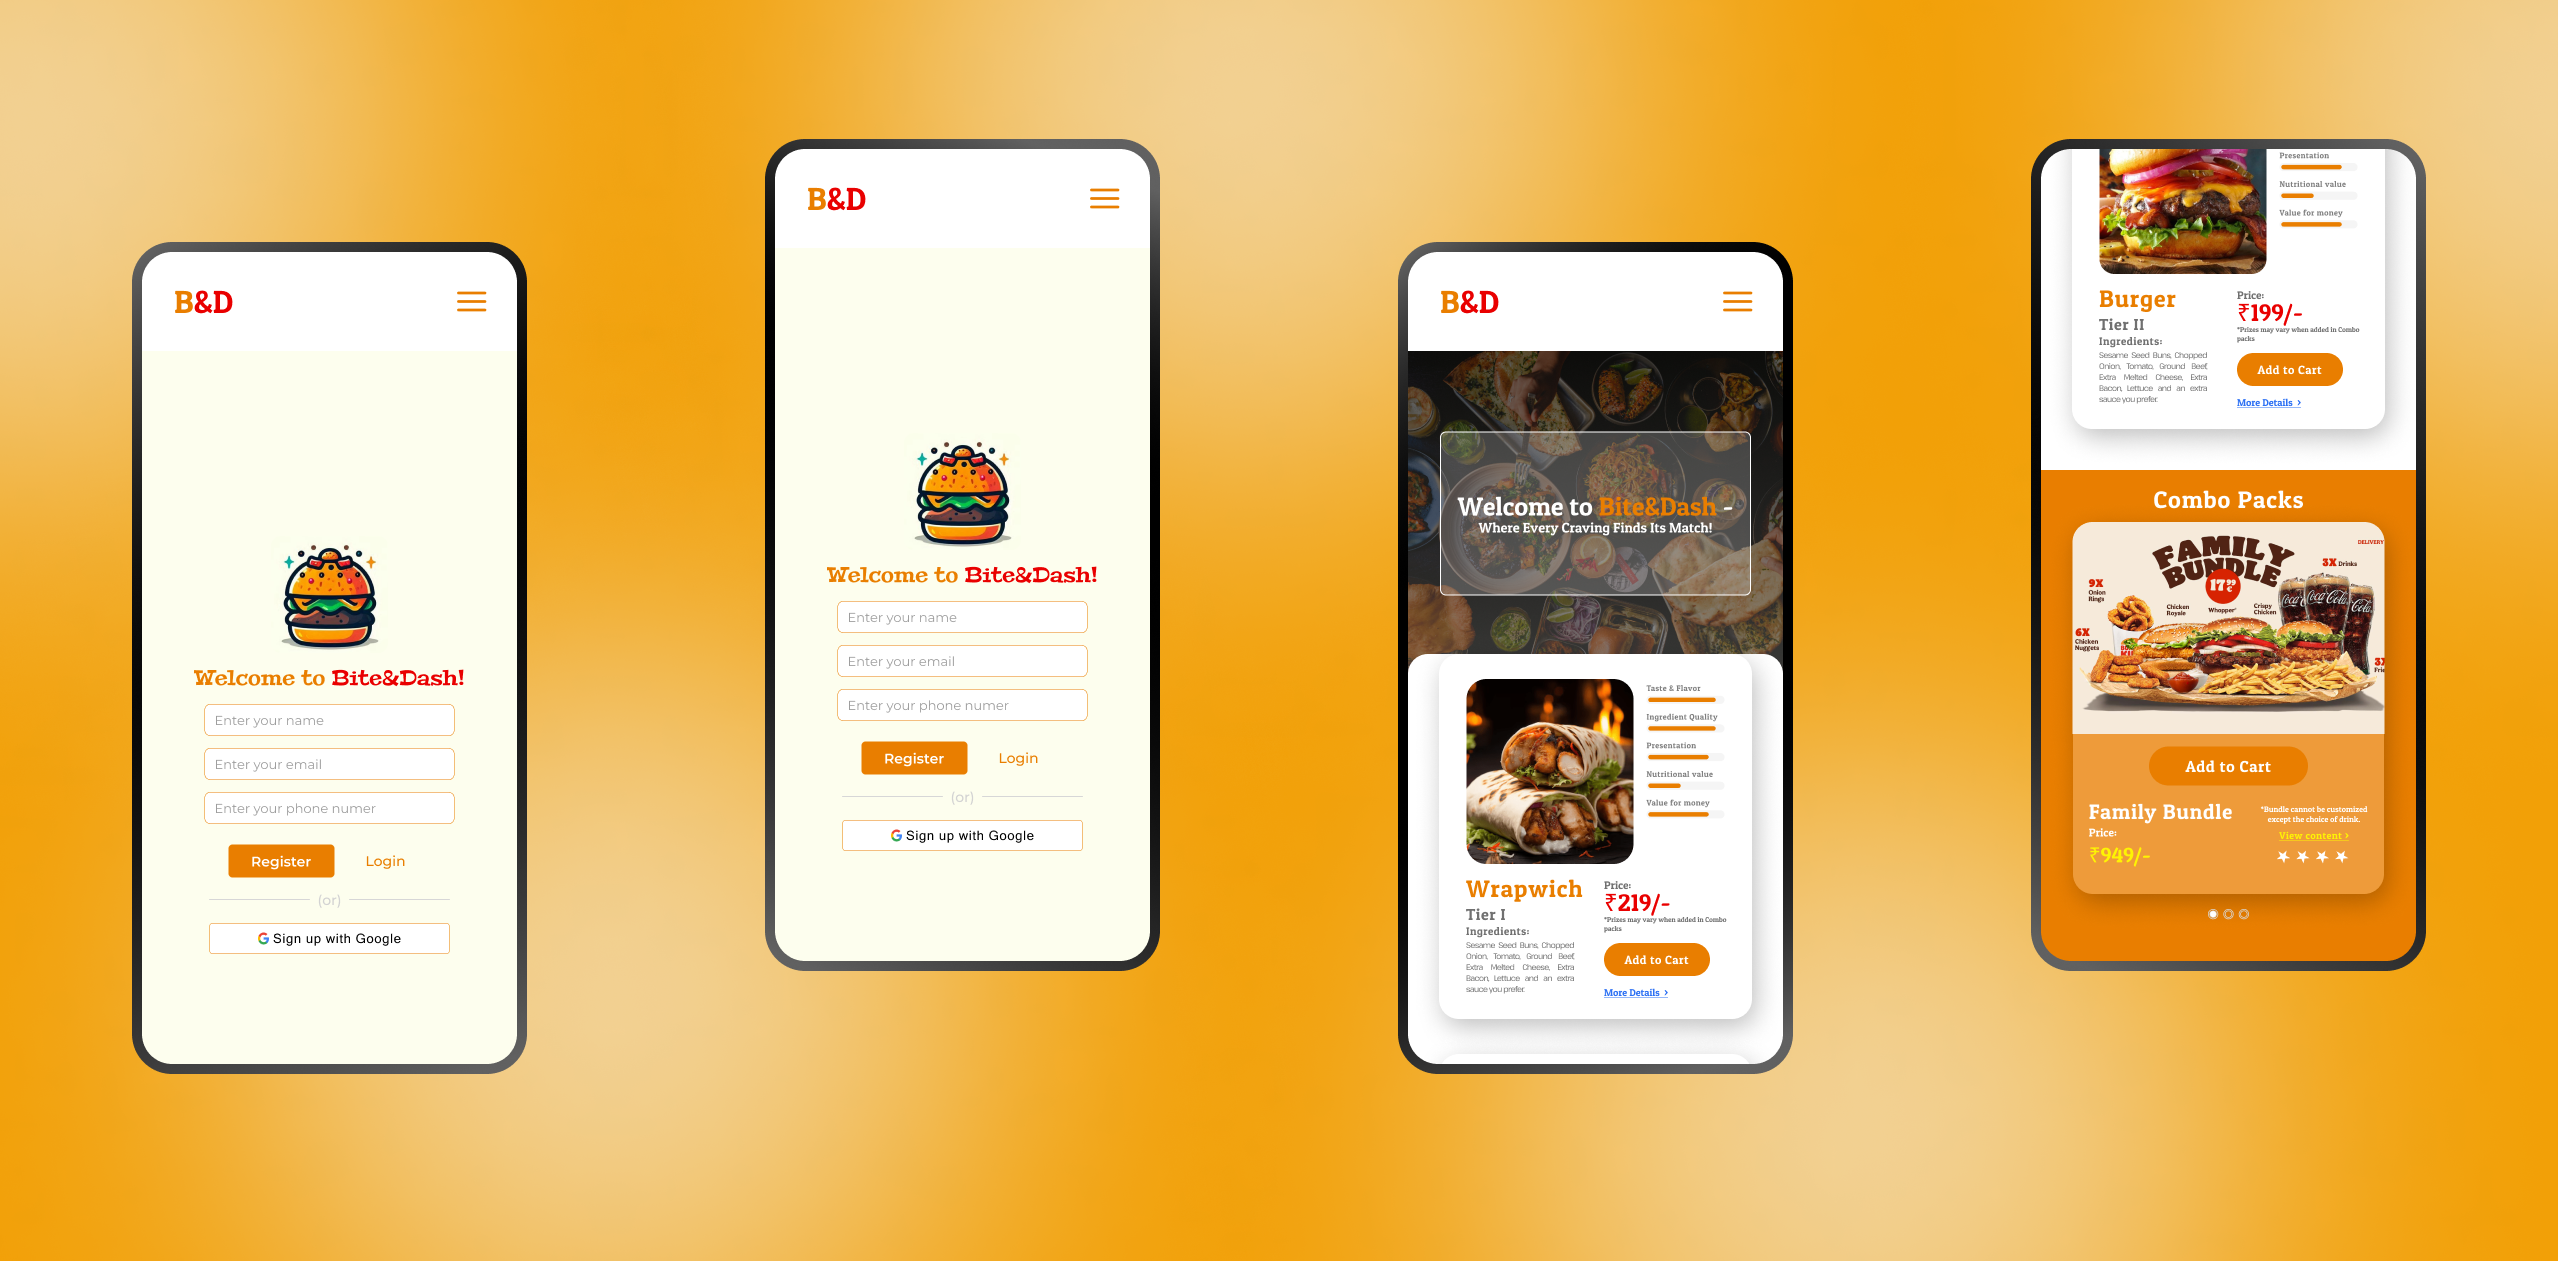 B&D
Welcome to Bite&Dash!
Enter your name
Enter your email
Enter your phone numer
Register
Login
(or)
Sign up with Google
B&D
Welcome to Bite&Dash!
Enter your name
Enter your email
Enter your phone numer
Register
Login
(or)
Sign up with Google
B&D
Welcome to Bite&Dash -
Where Every Craving Finds Its Match!
Taste & Flavor
Ingredient Quality
Presentation
Nutritional value
Value for money
Wrapwich
Tier I
Ingredients:
Sesame Seed Buns, Chopped
Onion, Tomato, Ground Beef,
Extra Melted Cheese, Extra
Bacon, Lettuce and an extra
sauce you prefer.
Price:
₹219/-
*Prizes may vary when added in Combo
packs
Add to Cart
More Details ›
Presentation
Nutritional value
Value for money
Burger
Tier II
Ingredients:
Sesame Seed Buns, Chopped
Onion, Tomato, Ground Beef,
Extra Melted Cheese, Extra
Bacon, Lettuce and an extra
sauce you prefer.
Price:
₹199/-
*Prizes may vary when added in Combo
packs
Add to Cart
More Details ›
Combo Packs
DELIVERY
FAMILY
BUNDLE
17.99 €
3X Drinks
9X
Onion
Rings
Chicken
Royale
Whopper®
Crispy
Chicken
Coca-Cola
6X
Chicken
Nuggets
Add to Cart
Family Bundle
Price:
₹949/-
*Bundle cannot be customized
except the choice of drink.
View content ›